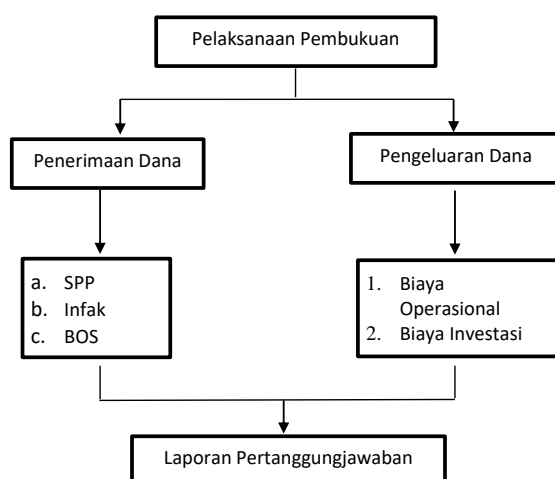 Pelaksanaan Pembukuan
Penerimaan Dana
Pengeluaran Dana
a. SPP
b. Infak
c. BOS
1. Biaya
Operasional
2. Biaya Investasi
Laporan Pertanggungjawaban